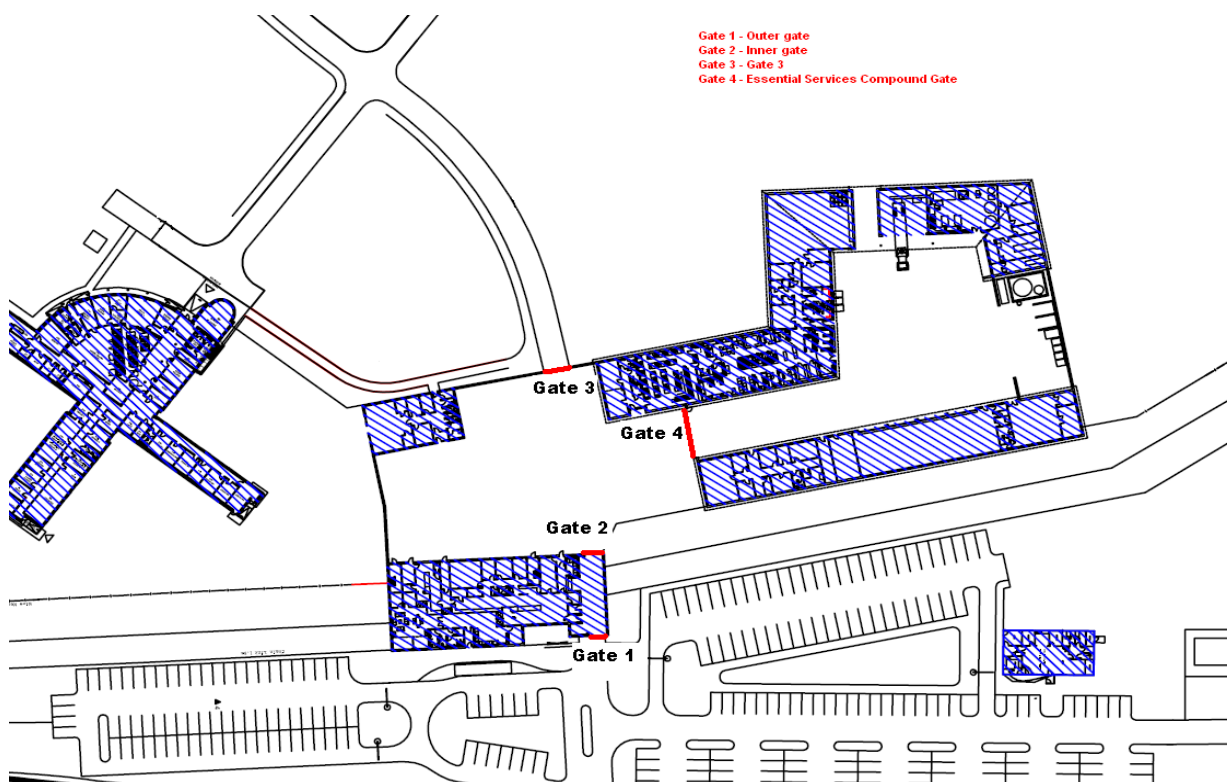 Gate 1 - Outer gate
Gate 2 - Inner gate
Gate 3 - Gate 3
Gate 4 - Essential Services Compound Gate
Gate 3
Gate 4
Gate 2
Gate 1